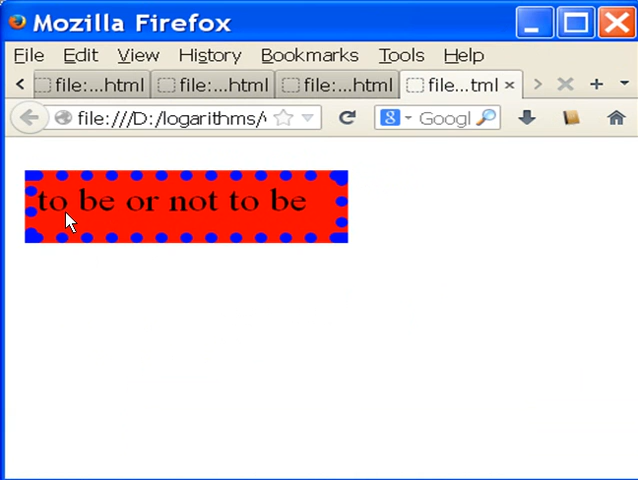 Mozilla Firefox
File Edit View History Bookmarks Tools Help
file:...html file:...html file:...html file...tml
file:///D:/logarithms/ 8 Googl
to be or not to be